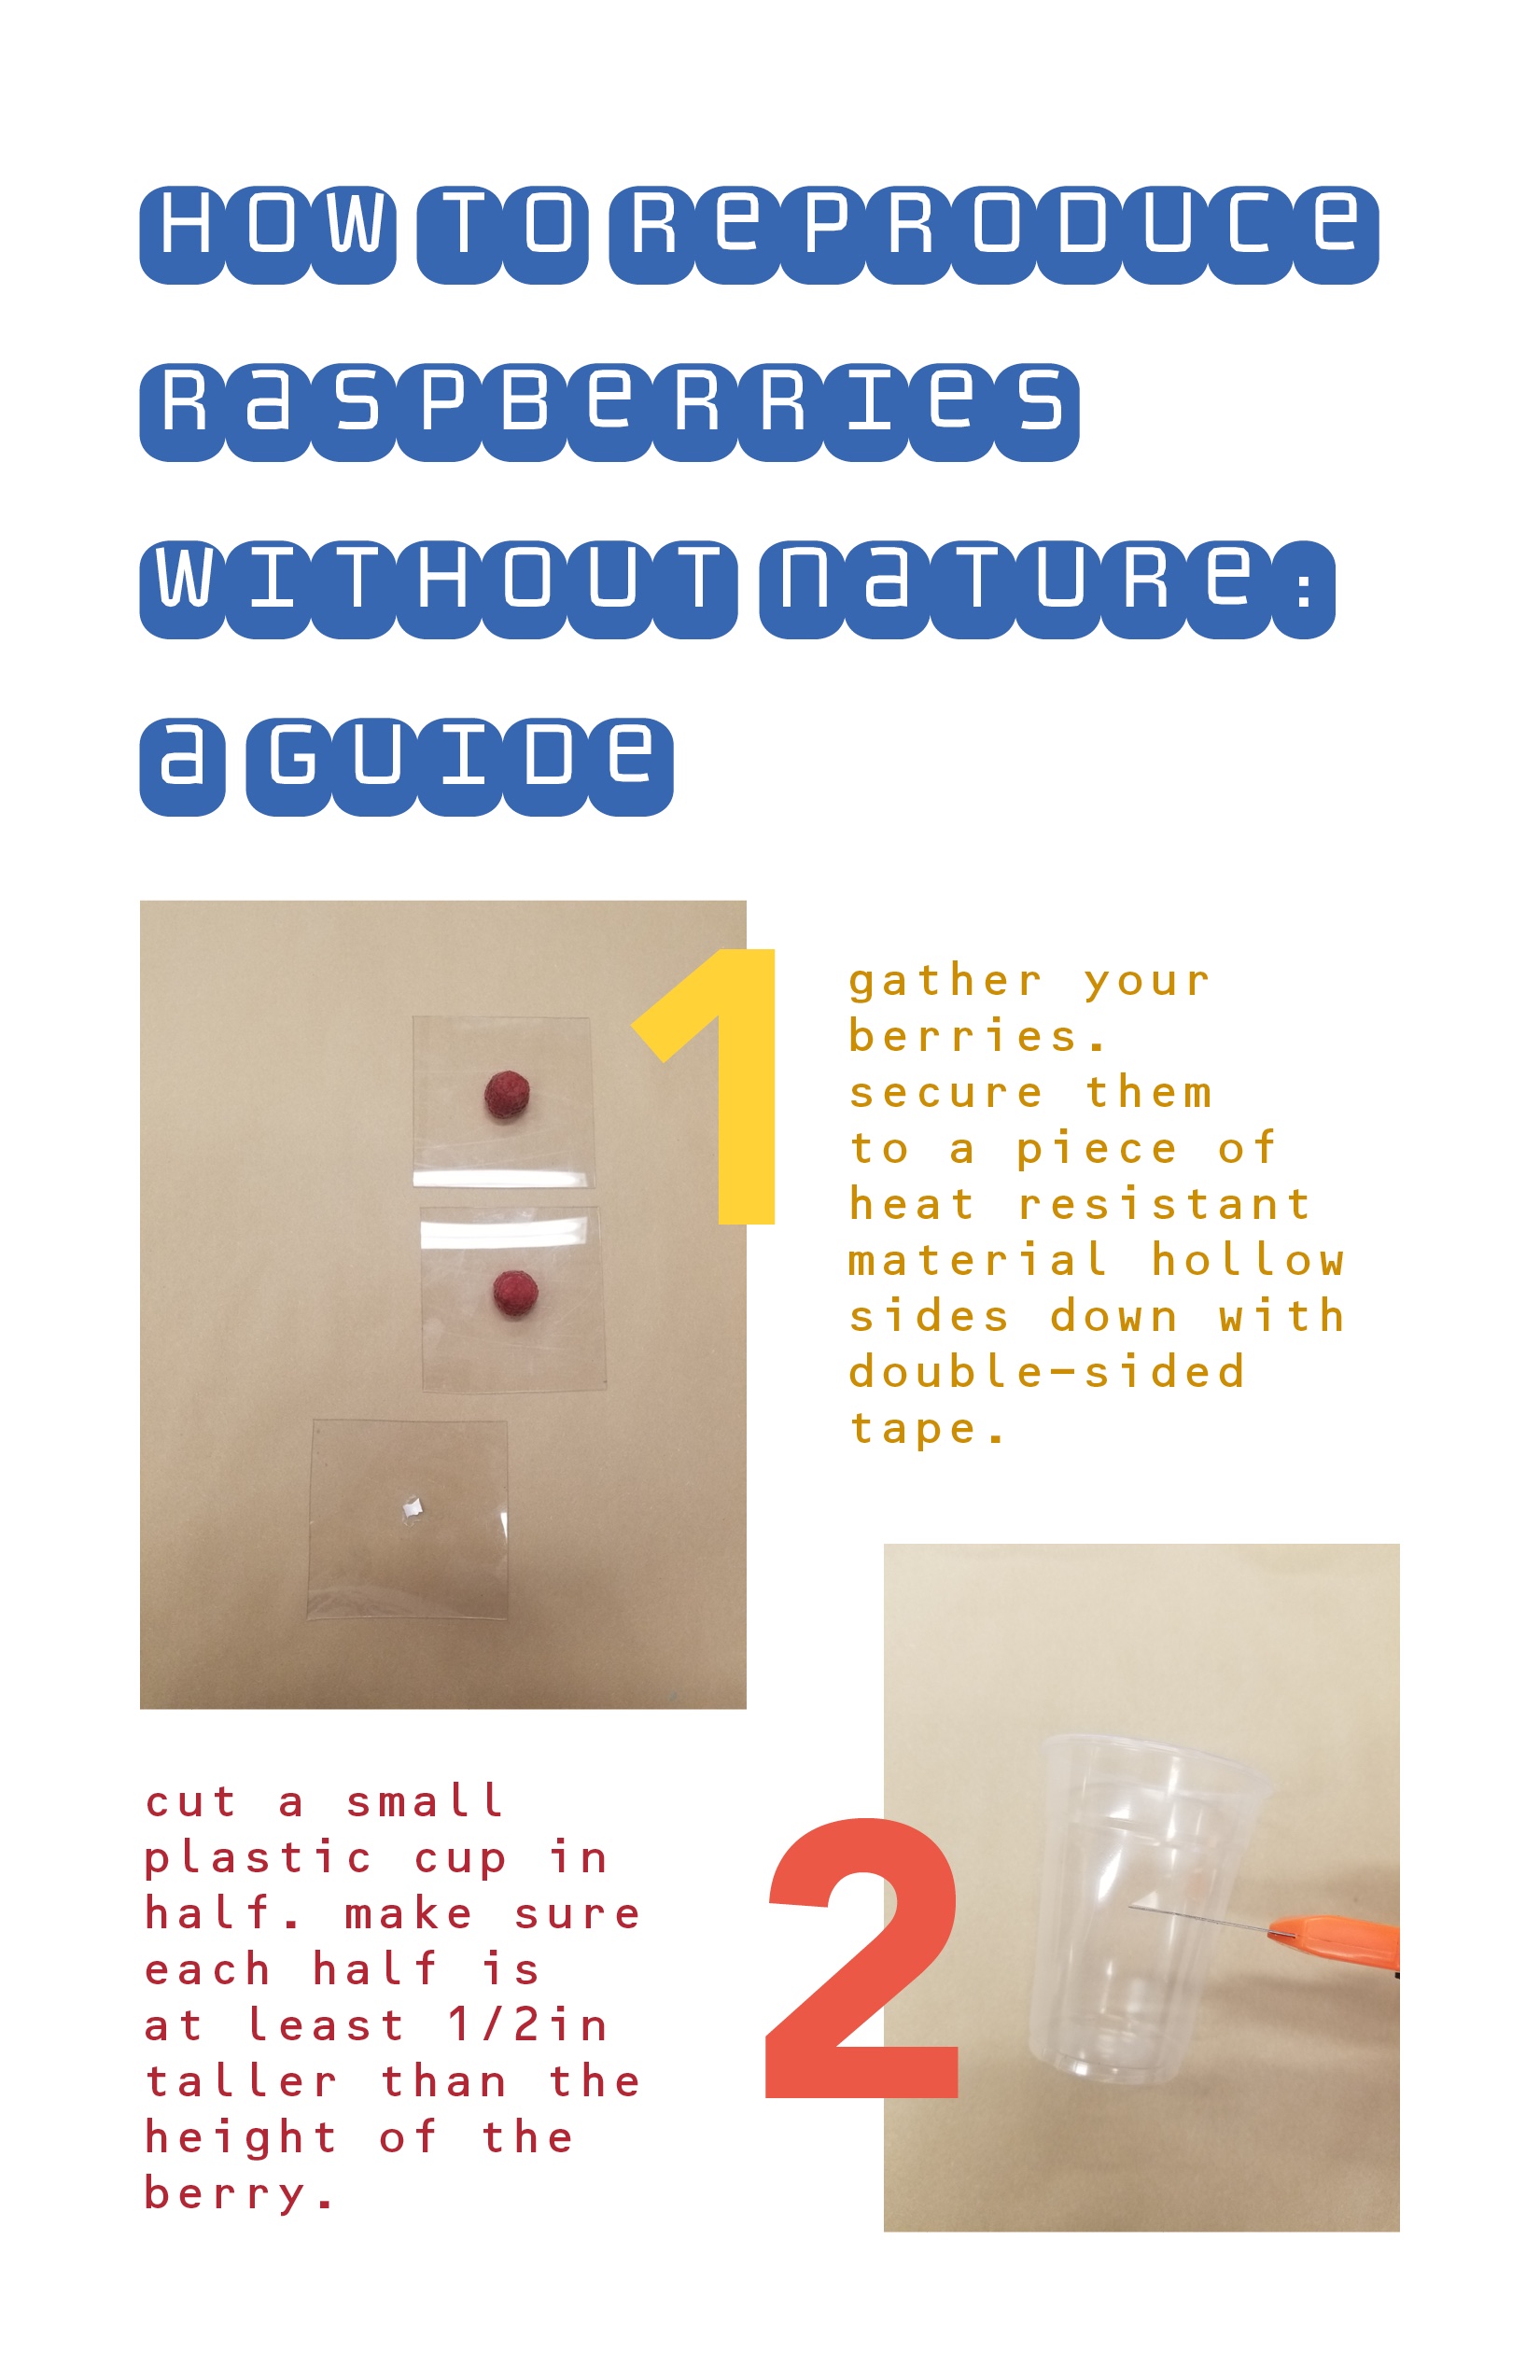 HOW TO RePRODUCe
RaSPBeRRIeS
WITHOUT naTURe:
a GUIDe
1
gather your
berries.
secure them
to a piece of
heat resistant
material hollow
sides down with
double-sided
tape.
cut a small
plastic cup in
half. make sure
each half is
at least 1/2in
taller than the
height of the
berry.
2